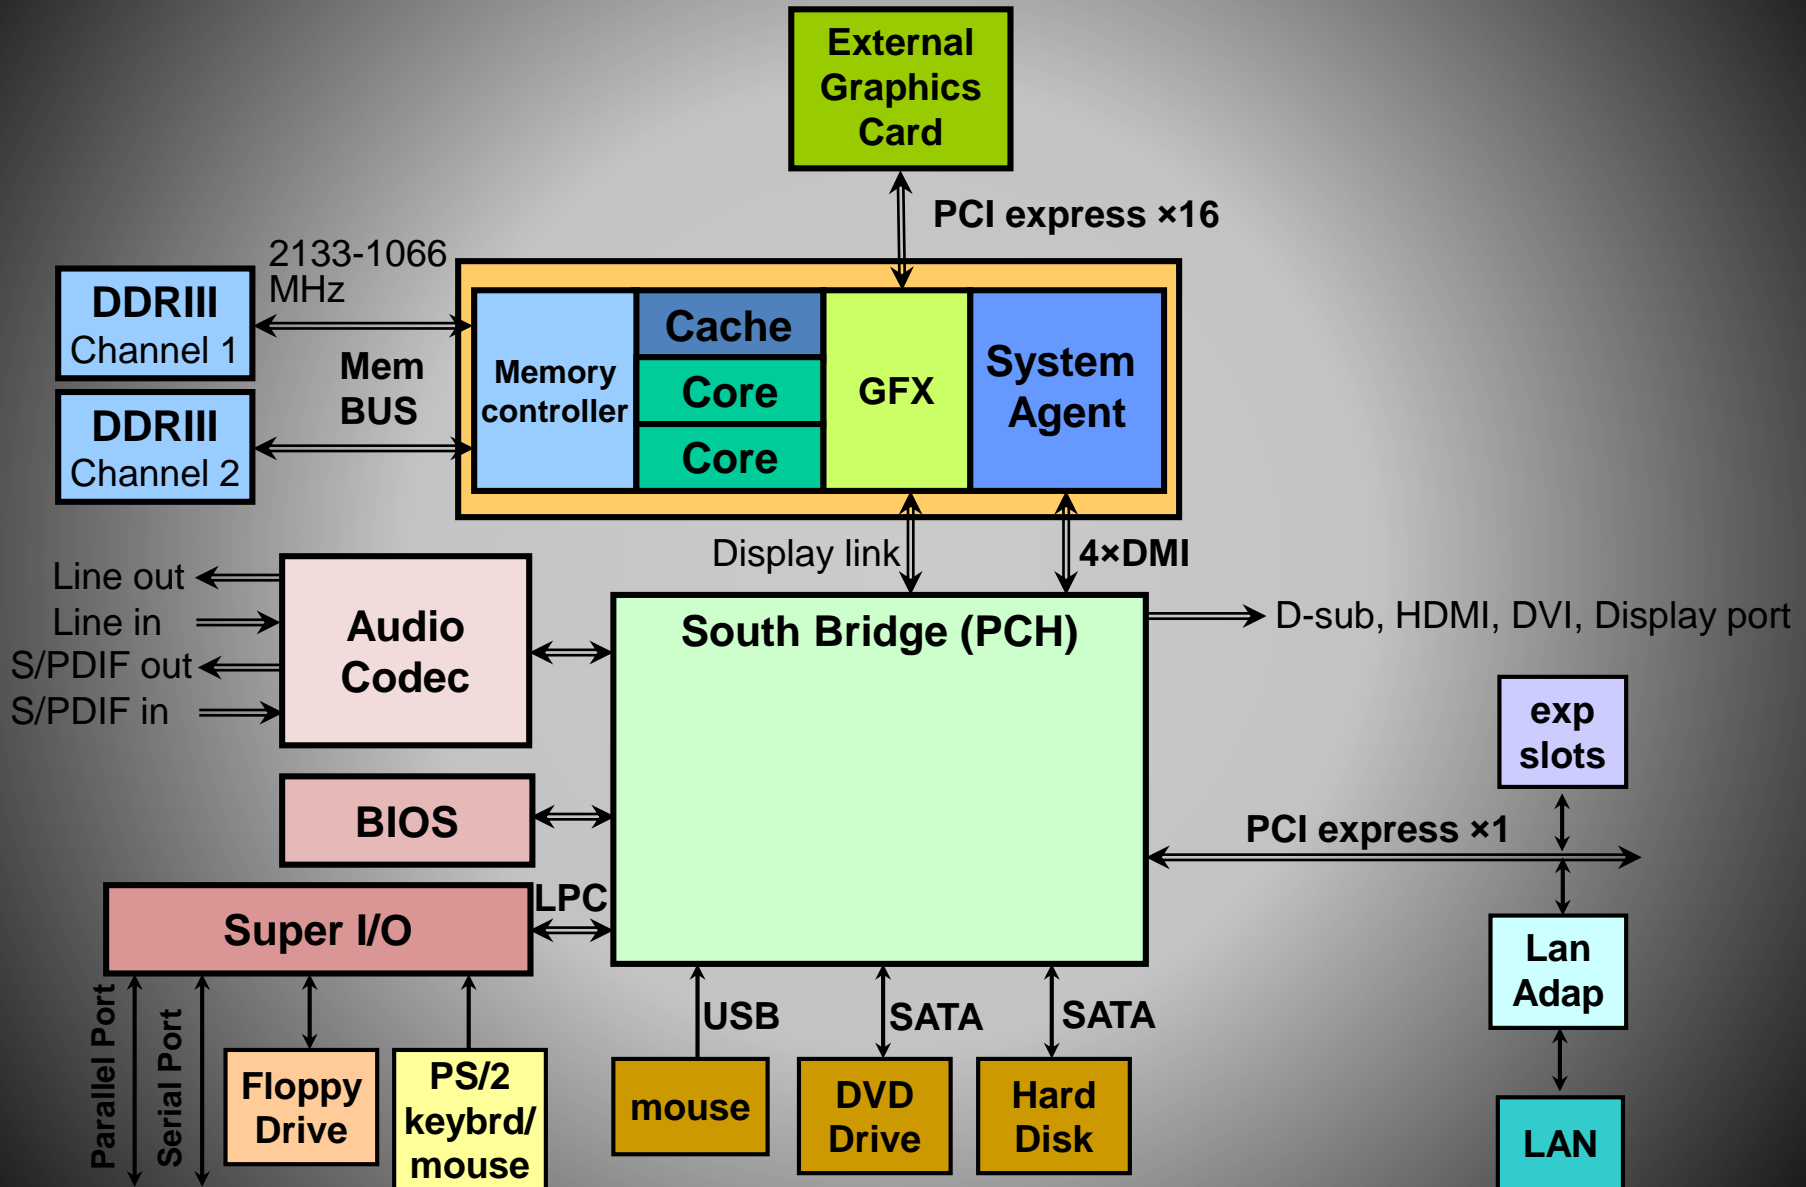 External
Graphics
Card
PCI express ×16
2133-1066
MHz
DDRIII
Channel 1
Mem
BUS
DDRIII
Channel 2
Memory
controller
Cache
Core
Core
GFX
System
Agent
Display link
4×DMI
Line out
Line in
S/PDIF out
S/PDIF in
Audio
Codec
South Bridge (PCH)
D-sub, HDMI, DVI, Display port
exp
slots
BIOS
PCI express ×1
LPC
Super I/O
Lan
Adap
Parallel Port
Serial Port
Floppy
Drive
PS/2
keybrd/
mouse
USB
mouse
SATA
DVD
Drive
SATA
Hard
Disk
LAN